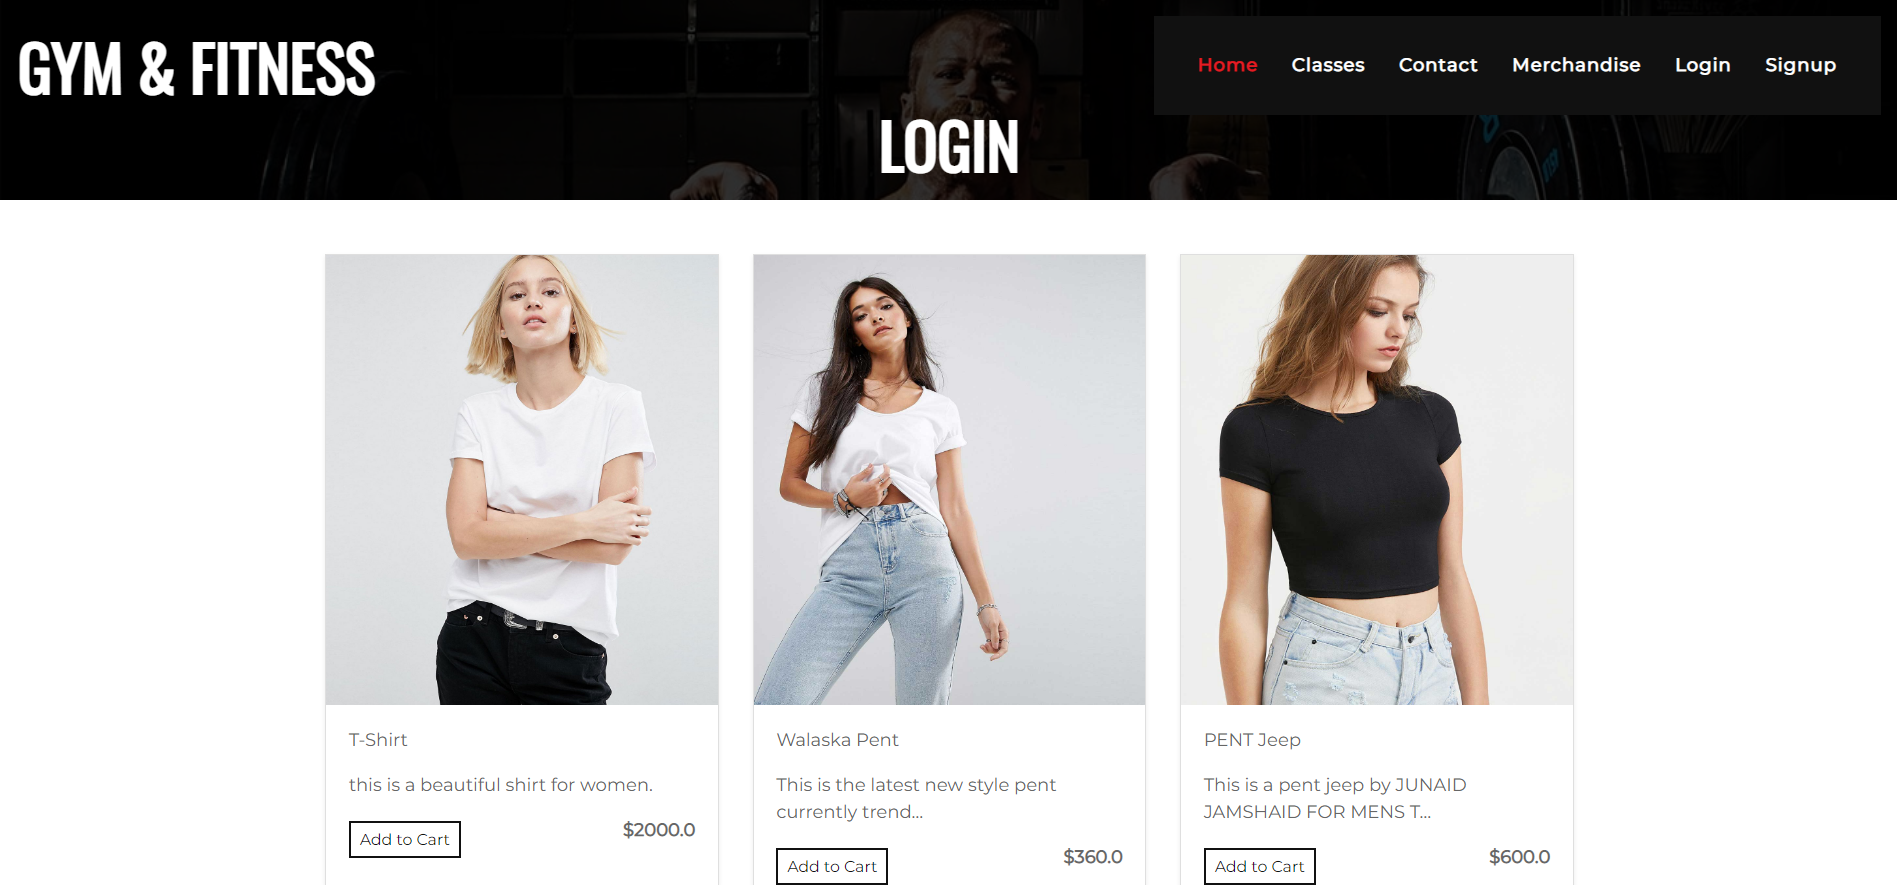 GYM & FITNESS
Home Classes Contact Merchandise Login Signup
LOGIN
T-Shirt
this is a beautiful shirt for women.
Add to Cart
$2000.0
Walaska Pent
This is the latest new style pent
currently trend...
Add to Cart
$360.0
PENT Jeep
This is a pent jeep by JUNAID
JAMSHAID FOR MENS T...
Add to Cart
$600.0